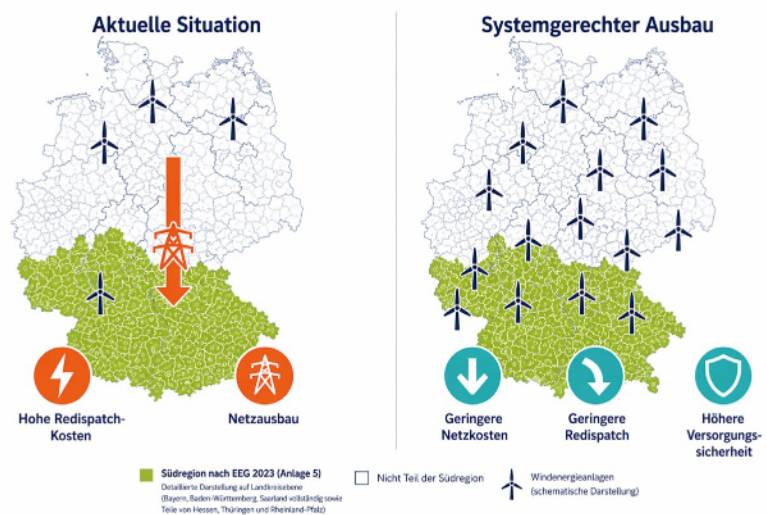 Aktuelle Situation
Hohe Redispatch-
Kosten
Netzausbau
Systemgerechter Ausbau
Geringere
Netzkosten
Geringere
Redispatch
Höhere
Versorgungs-
sicherheit
Südregion nach EEG 2023 (Anlage 5)
Detaillierte Darstellung auf Landkreisebene
(Bayern, Baden-Württemberg, Saarland vollständig sowie
Teile von Hessen, Thüringen und Rheinland-Pfalz)
Nicht Teil der Südregion
Windenergieanlagen
(schematische Darstellung)